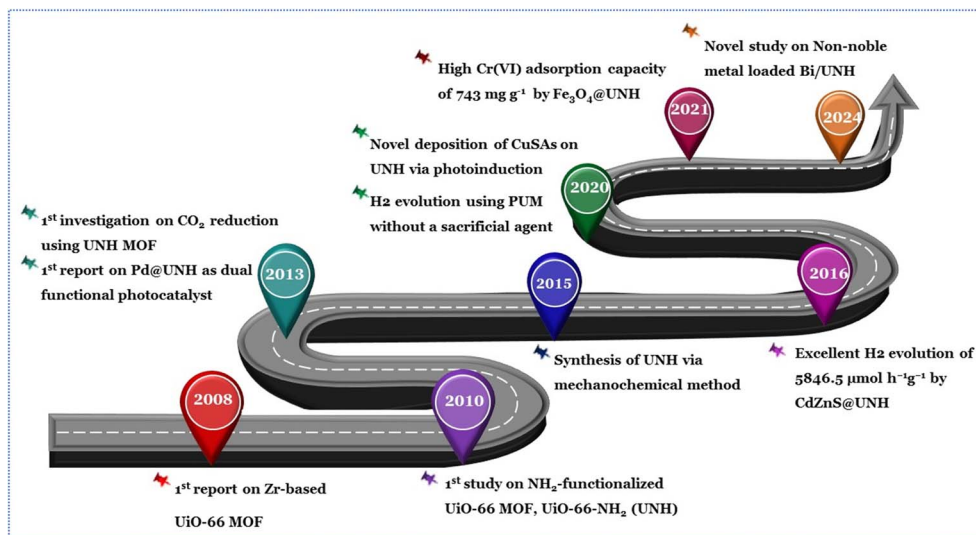 2008
1st report on Zr-based
UiO-66 MOF
2010
1st study on NH₂-functionalized
UiO-66 MOF, UiO-66-NH₂ (UNH)
2013
1st investigation on CO₂ reduction
using UNH MOF
1st report on Pd@UNH as dual
functional photocatalyst
2015
Synthesis of UNH via
mechanochemical method
2016
Excellent H2 evolution of
5846.5 µmol h⁻¹g⁻¹ by
CdZnS@UNH
2020
Novel deposition of CuSAs on
UNH via photoinduction
H2 evolution using PUM
without a sacrificial agent
2021
High Cr(VI) adsorption capacity
of 743 mg g⁻¹ by Fe₃O₄@UNH
2024
Novel study on Non-noble
metal loaded Bi/UNH